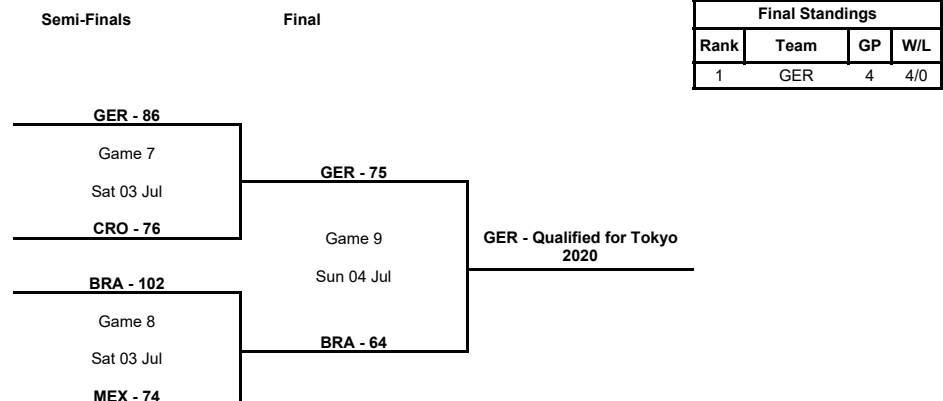 Semi-Finals
Final
Final Standings
Rank Team GP W/L
1 GER 4 4/0
GER - 86
Game 7
Sat 03 Jul
CRO - 76
GER - 75
Game 9
Sun 04 Jul
BRA - 64
GER - Qualified for Tokyo
2020
BRA - 102
Game 8
Sat 03 Jul
MEX - 74